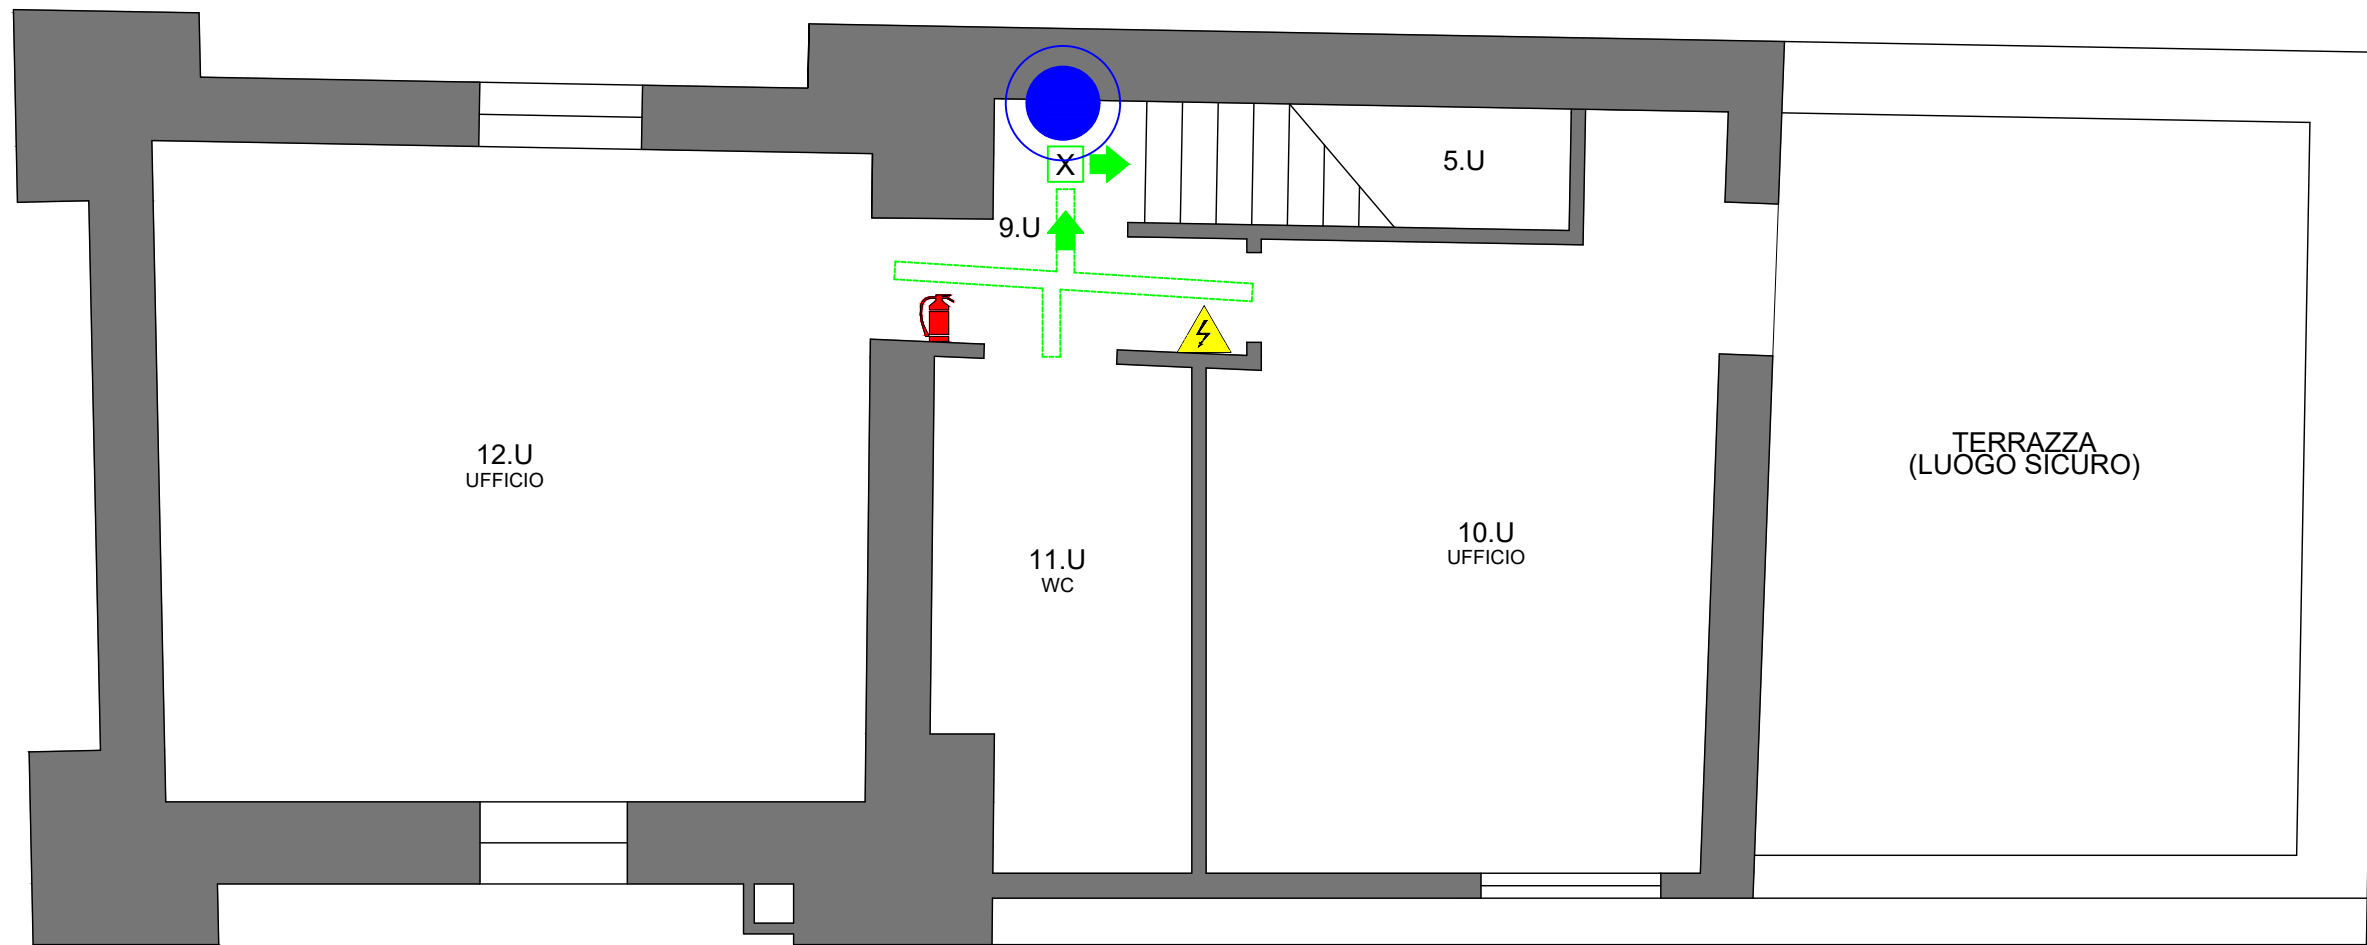 X
5.U
9.U
12.U
UFFICIO
TERRAZZA
(LUOGO SICURO)
10.U
UFFICIO
11.U
WC